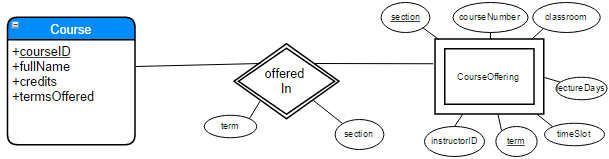 Course
+courseID
+fullName
+credits
+termsOffered
offered
In
term
section
section
courseNumber
classroom
CourseOffering
lectureDays
instructorID
term
timeSlot